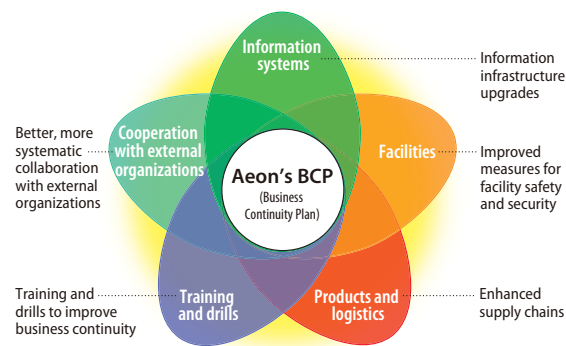 Information
systems
Information
infrastructure
upgrades
Cooperation
with external
organizations
Better, more
systematic
collaboration
with external
organizations
Facilities
Improved
measures for
facility safety
and security
Aeon's BCP
(Business
Continuity Plan)
Training and
drills to improve
business continuity
Training
and drills
Products and
logistics
Enhanced
supply chains